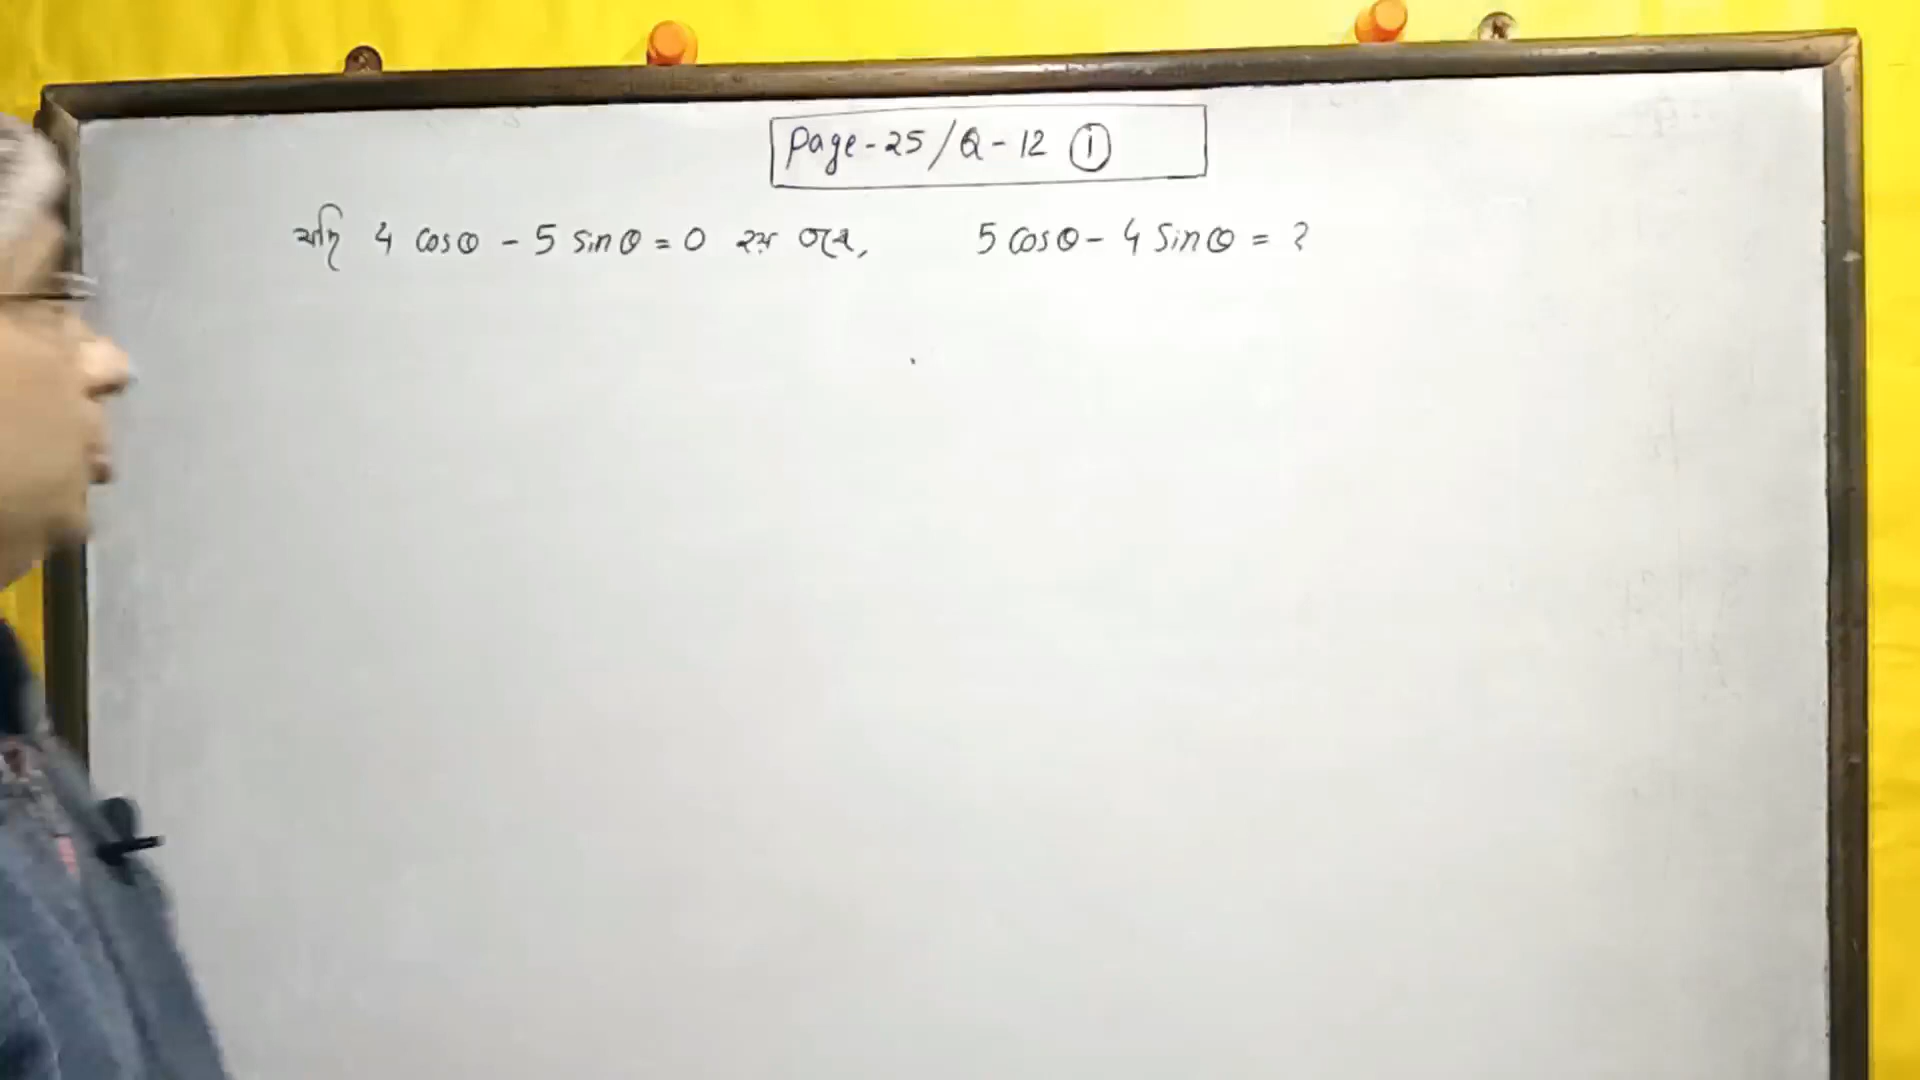 Page-25/Q-12 ①
যদি 4 cosθ - 5 sinθ = 0 হয় তবে, 5 cosθ - 4 Sinθ = ?